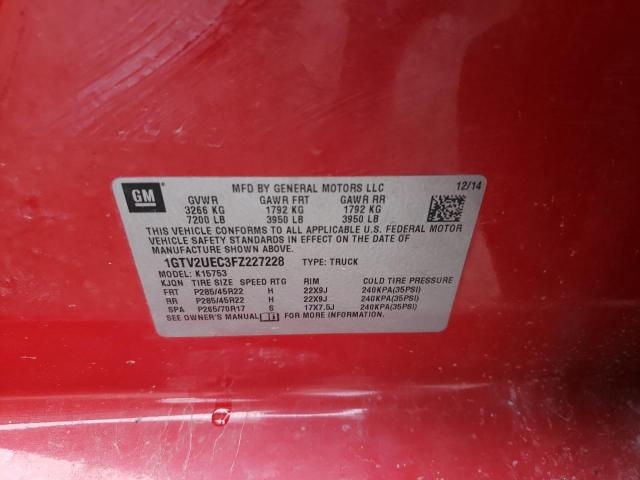 GM
MFD BY GENERAL MOTORS LLC 12/14
GVWR GAWR FRT GAWR RR
3266 KG 1792 KG 1792 KG
7200 LB 3950 LB 3950 LB
THIS VEHICLE CONFORMS TO ALL APPLICABLE U.S. FEDERAL MOTOR
VEHICLE SAFETY STANDARDS IN EFFECT ON THE DATE OF
MANUFACTURE SHOWN ABOVE.
1GTV2UEC3FZ227228 TYPE: TRUCK
MODEL: K15753
KJQN TIRE SIZE SPEED RTG RIM COLD TIRE PRESSURE
FRT P285/45R22 H 22X9J 240KPA(35PSI)
RR P285/45R22 H 22X9J 240KPA(35PSI)
SPA P265/70R17 S 17X7.5J 240KPA(35PSI)
SEE OWNER'S MANUAL FOR MORE INFORMATION.